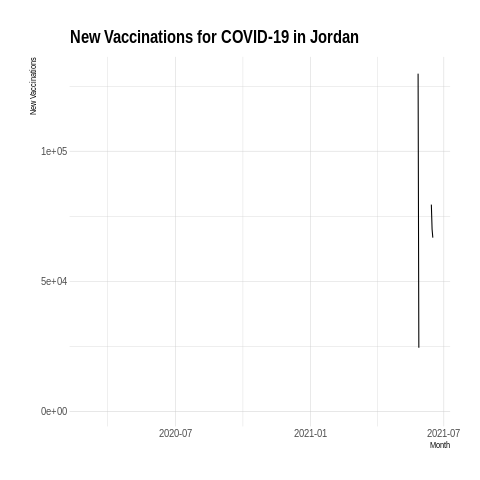 New Vaccinations for COVID-19 in Jordan
New Vaccinations
1e+05
5e+04
0e+00
2020-07 2021-01 2021-07
Month